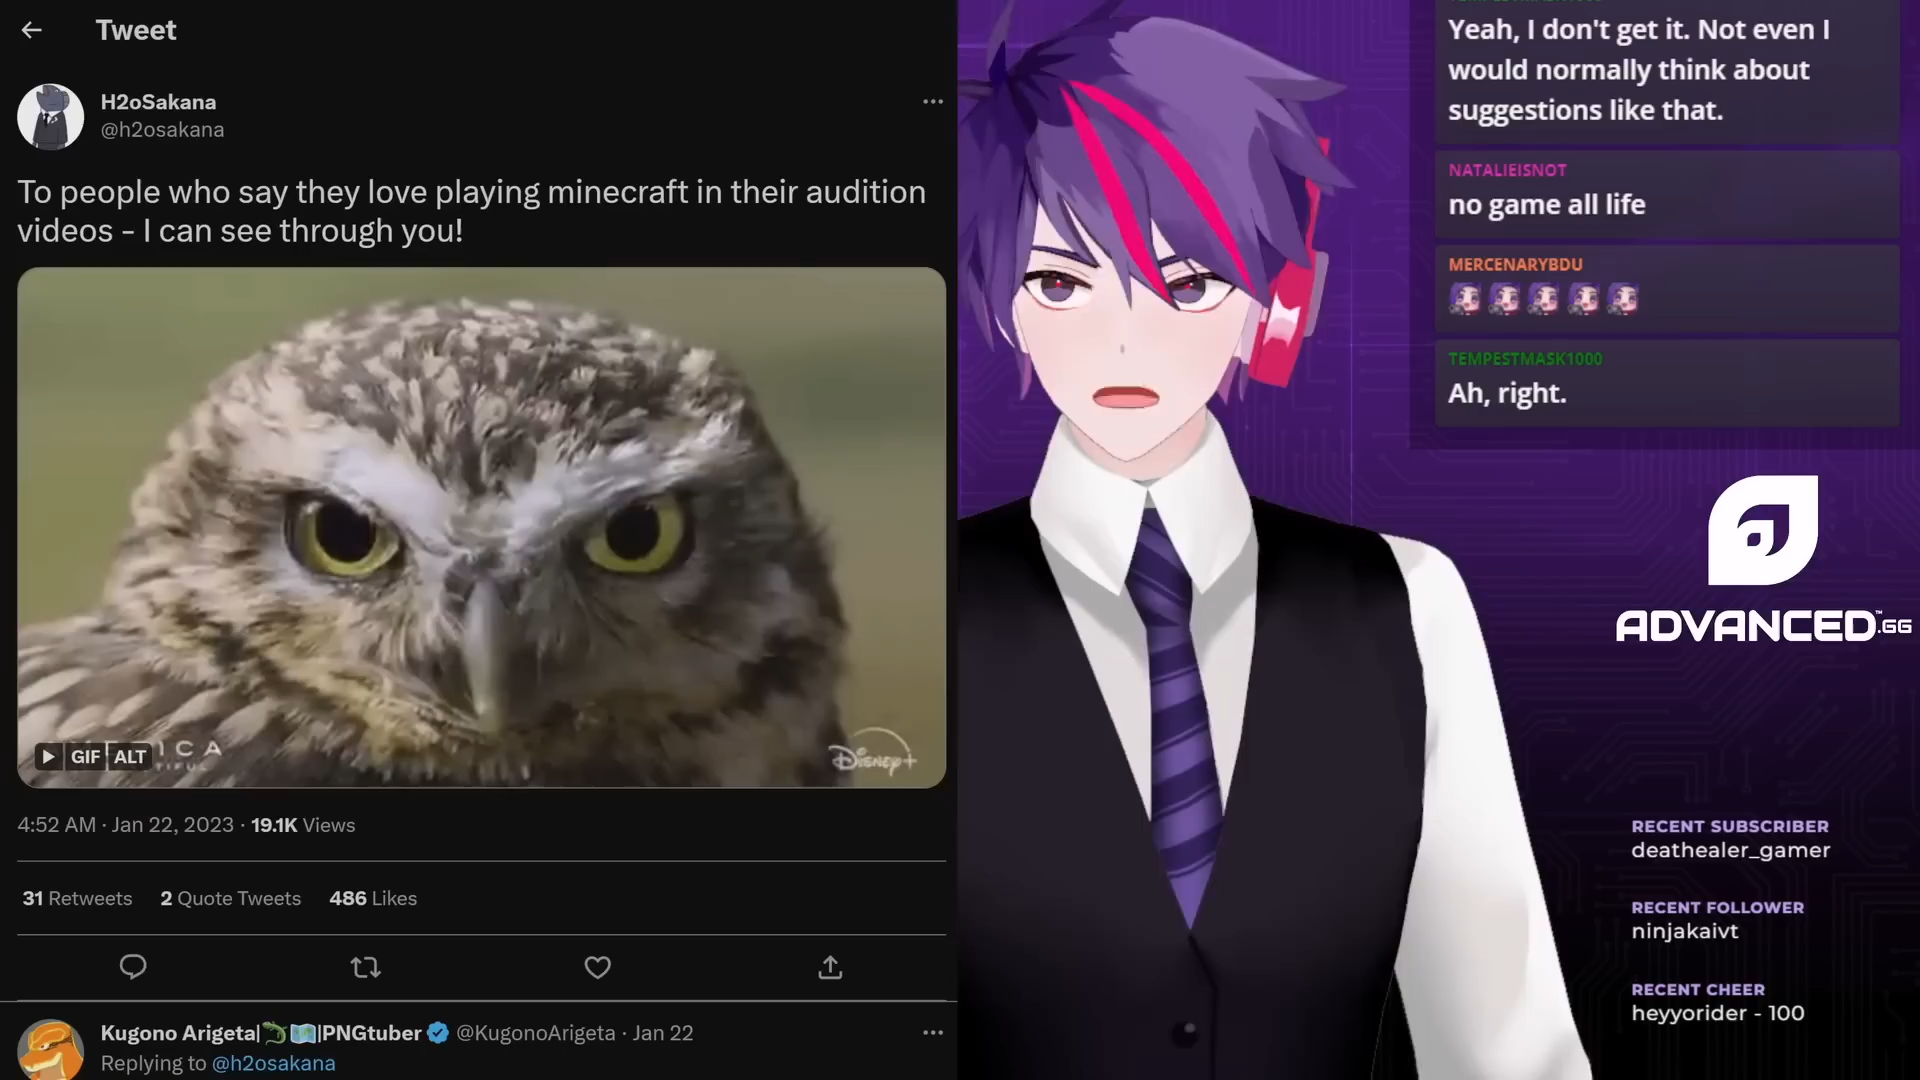 Tweet
H2oSakana
@h2osakana
To people who say they love playing minecraft in their audition
videos - I can see through you!
GIF ALT
ICA
TIFUL
Disney+
4:52 AM · Jan 22, 2023 · 19.1K Views
31 Retweets 2 Quote Tweets 486 Likes
Kugono Arigeta|🦎🗺️|PNGtuber @KugonoArigeta · Jan 22
Replying to @h2osakana
Yeah, I don't get it. Not even I
would normally think about
suggestions like that.
NATALIEISNOT
no game all life
MERCENARYBDU
TEMPESTMASK1000
Ah, right.
ADVANCED™.GG
RECENT SUBSCRIBER
deathealer_gamer
RECENT FOLLOWER
ninjakaivt
RECENT CHEER
heyyorider - 100